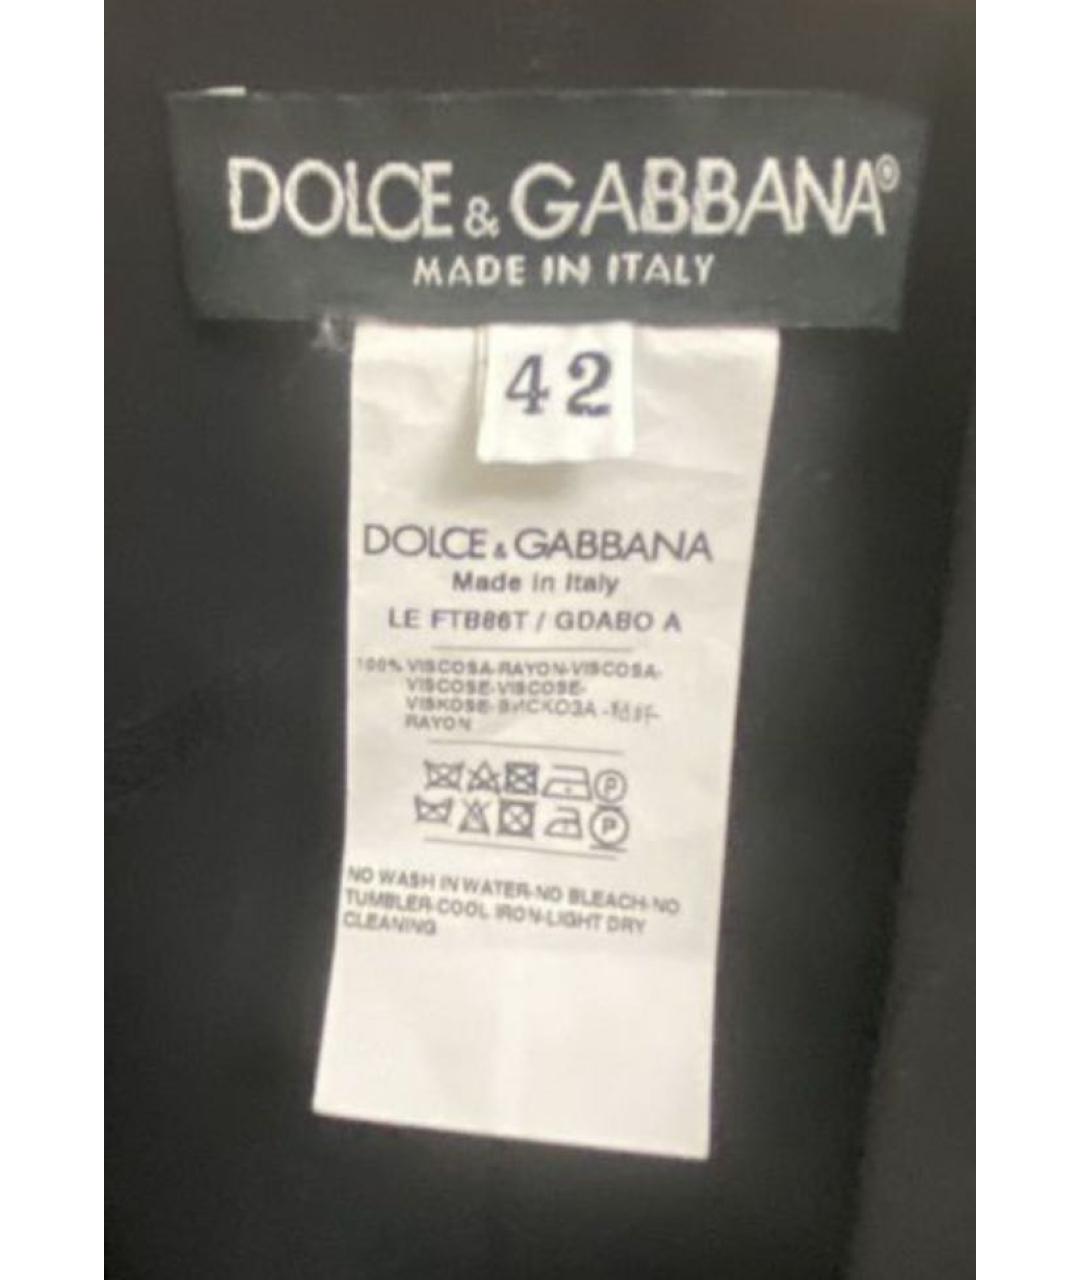 DOLCE & GABBANA®
MADE IN ITALY
42
DOLCE & GABBANA
Made in Italy
LE FTB86T / GDABO A
100% VISCOSA-RAYON-VISCOSA-
VISCOSE-VISCOSE-
VISKOSE-ВИСКОЗА-
RAYON
P
P
NO WASH IN WATER-NO BLEACH-NO
TUMBLER-COOL IRON-LIGHT DRY
CLEANING